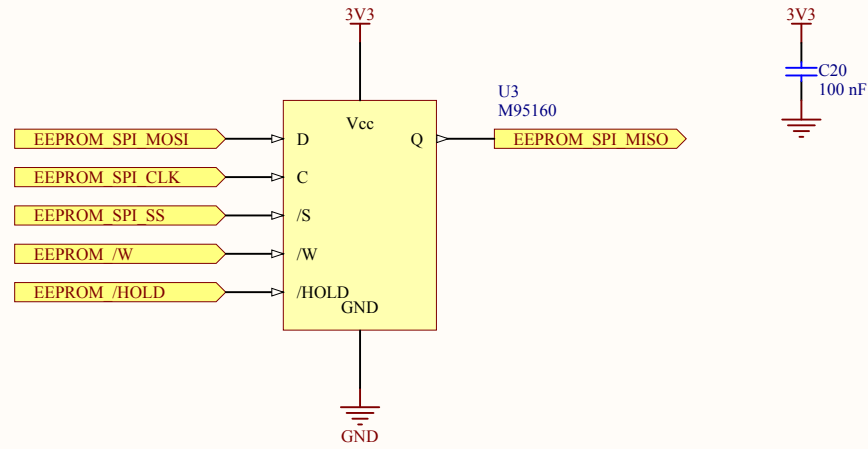 3V3
3V3
C20
100 nF
U3
M95160
Vcc
EEPROM_SPI_MOSI
D
Q
EEPROM_SPI_MISO
EEPROM_SPI_CLK
C
EEPROM_SPI_SS
/S
EEPROM_/W
/W
EEPROM_/HOLD
/HOLD
GND
GND